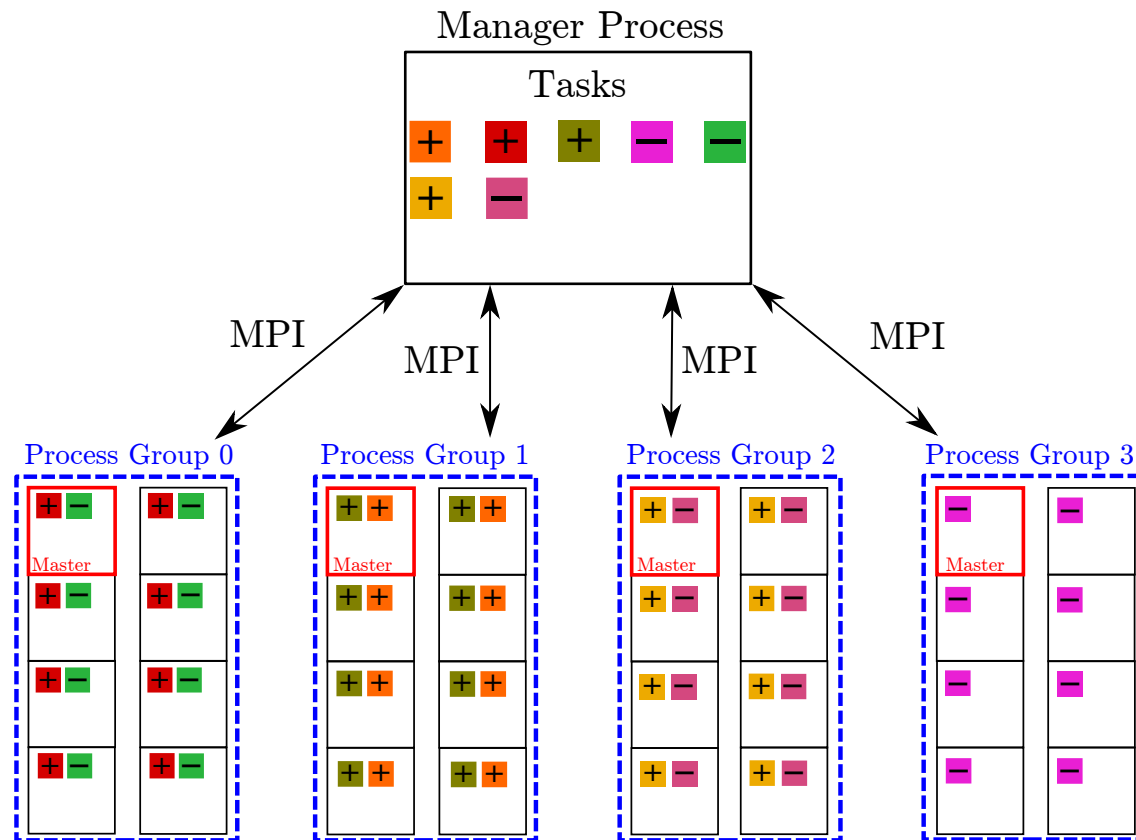 Manager Process
Tasks
+ + + − −
+ −
MPI MPI MPI MPI
Process Group 0 Process Group 1 Process Group 2 Process Group 3
+ − + − + + + + + − + − − −
Master Master Master Master
+ − + − + + + + + − + − − −
+ − + − + + + + + − + − − −
+ − + − + + + + + − + − − −